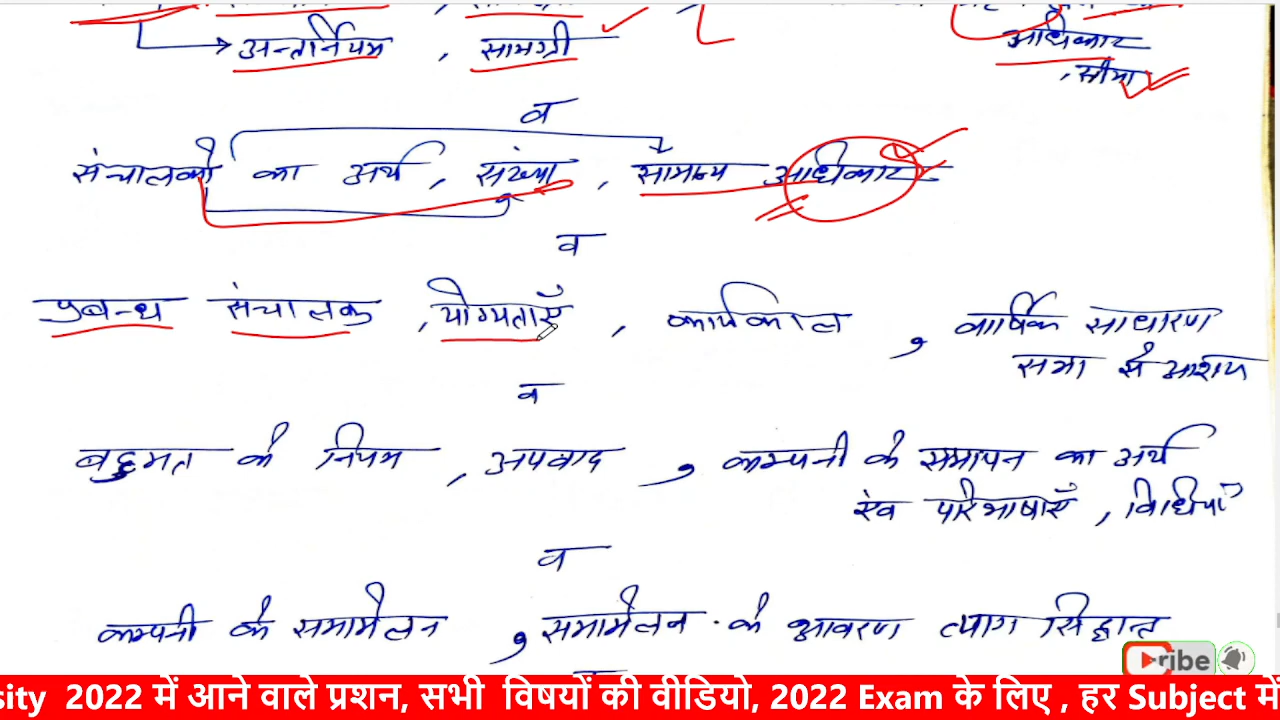 अन्तर्नियम , सामग्री अधिकार
, सीमा
व
संचालको का अर्थ , संख्या , सामान्य अधिकार
व
प्रबन्ध संचालक , योग्यताएँ , कार्यकाल , वार्षिक साधारण
सभा से आशय
व
बहुमत के नियम , अपवाद , कम्पनी के समापन का अर्थ
एंव परिभाषाएँ , विधियाँ
व
कम्पनी के समामेलन , समामेलन के आवरण त्याग सिद्वान्त
ribe
sity 2022 में आने वाले प्रशन, सभी विषयों की वीडियो, 2022 Exam के लिए , हर Subject में